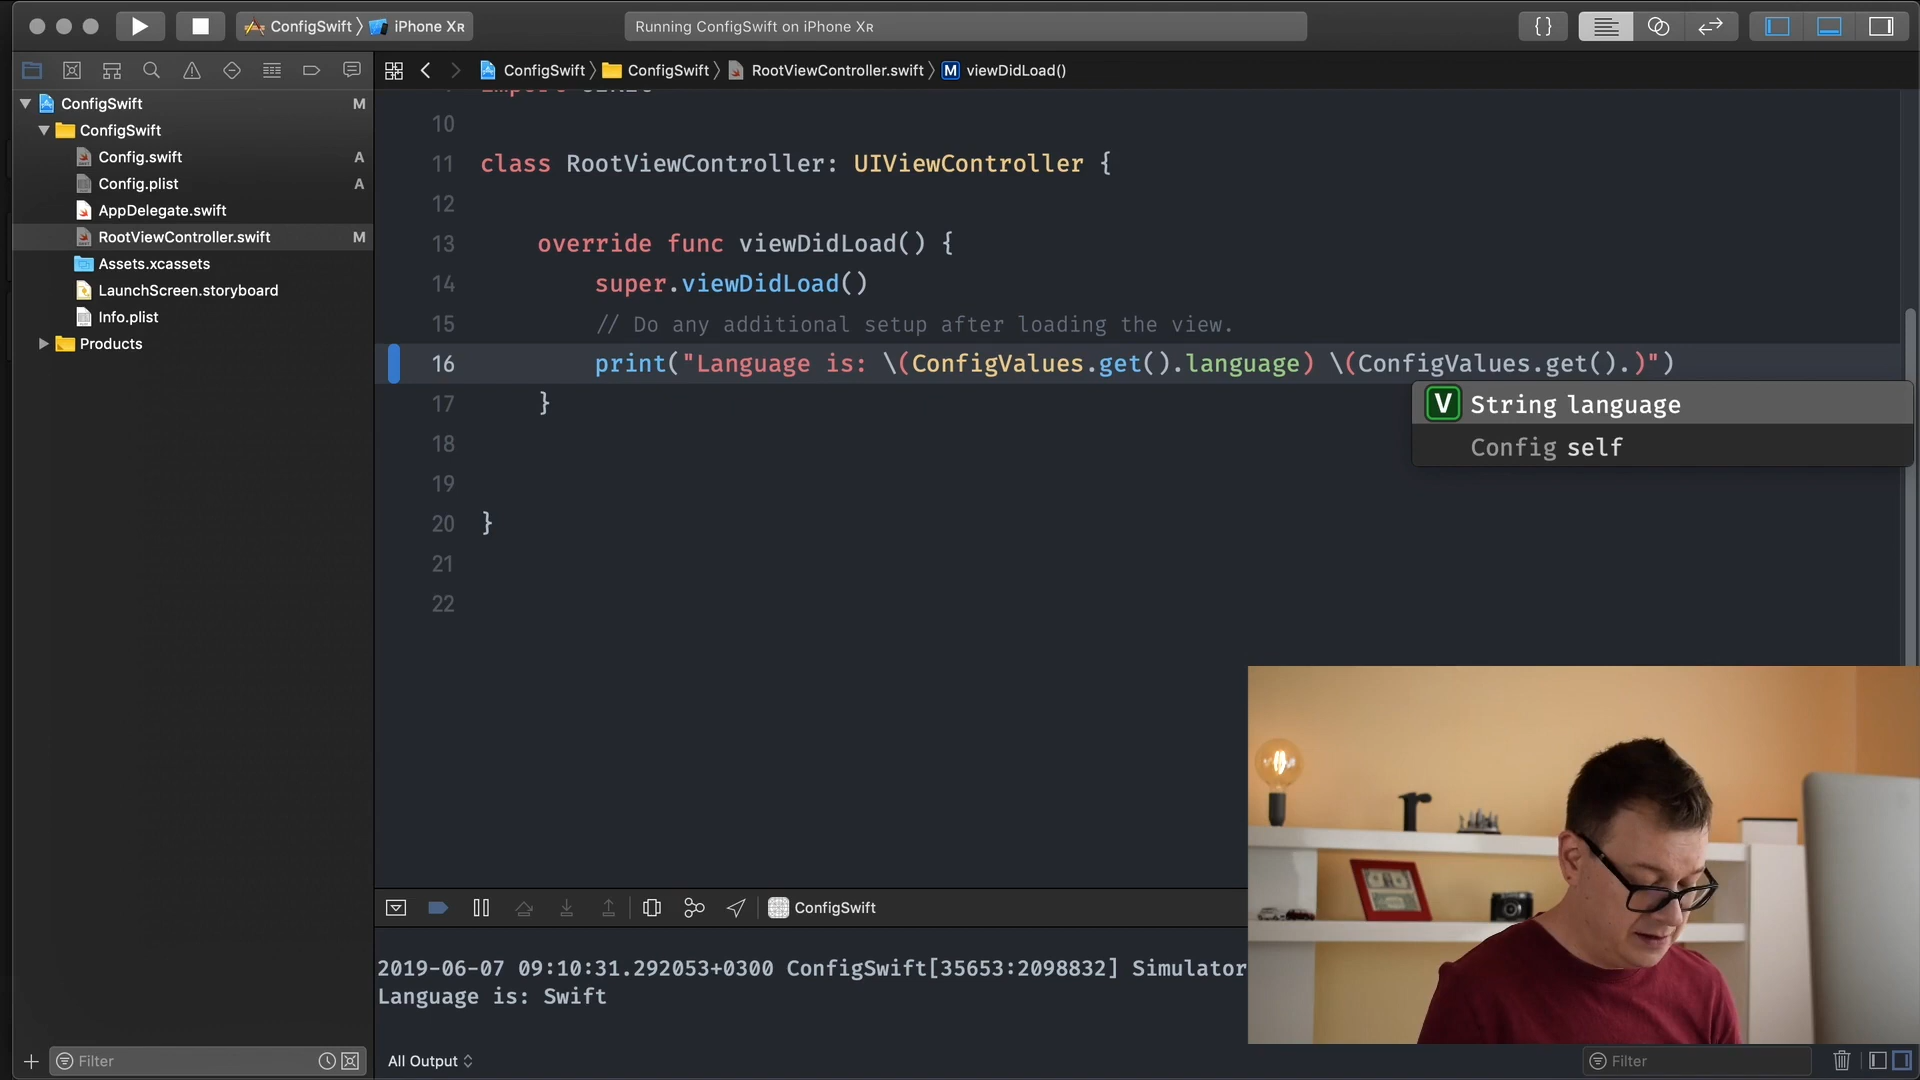 ConfigSwift iPhone XR
Running ConfigSwift on iPhone XR
{}
ConfigSwift ConfigSwift RootViewController.swift M viewDidLoad()
ConfigSwift M
ConfigSwift
Config.swift A
Config.plist A
AppDelegate.swift
RootViewController.swift M
Assets.xcassets
LaunchScreen.storyboard
Info.plist
Products
10
11 class RootViewController: UIViewController {
12
13 override func viewDidLoad() {
14 super.viewDidLoad()
15 // Do any additional setup after loading the view.
16 print("Language is: \(ConfigValues.get().language) \(ConfigValues.get().)")
V String language
Config self
17 }
18
19
20 }
21
22
ConfigSwift
2019-06-07 09:10:31.292053+0300 ConfigSwift[35653:2098832] Simulator
Language is: Swift
Filter
All Output
Filter